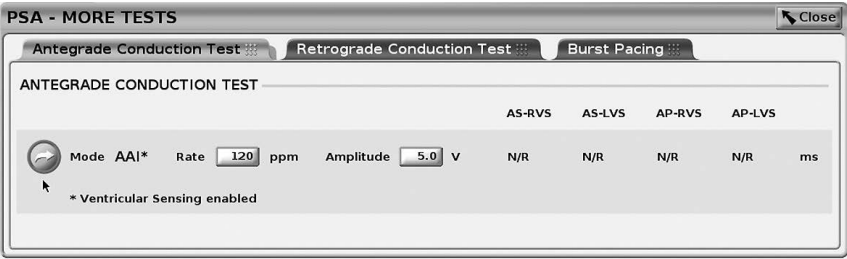 PSA - MORE TESTS Close
Antegrade Conduction Test Retrograde Conduction Test Burst Pacing
ANTEGRADE CONDUCTION TEST
AS-RVS AS-LVS AP-RVS AP-LVS
Mode AAI* Rate 120 ppm Amplitude 5.0 V N/R N/R N/R N/R ms
* Ventricular Sensing enabled